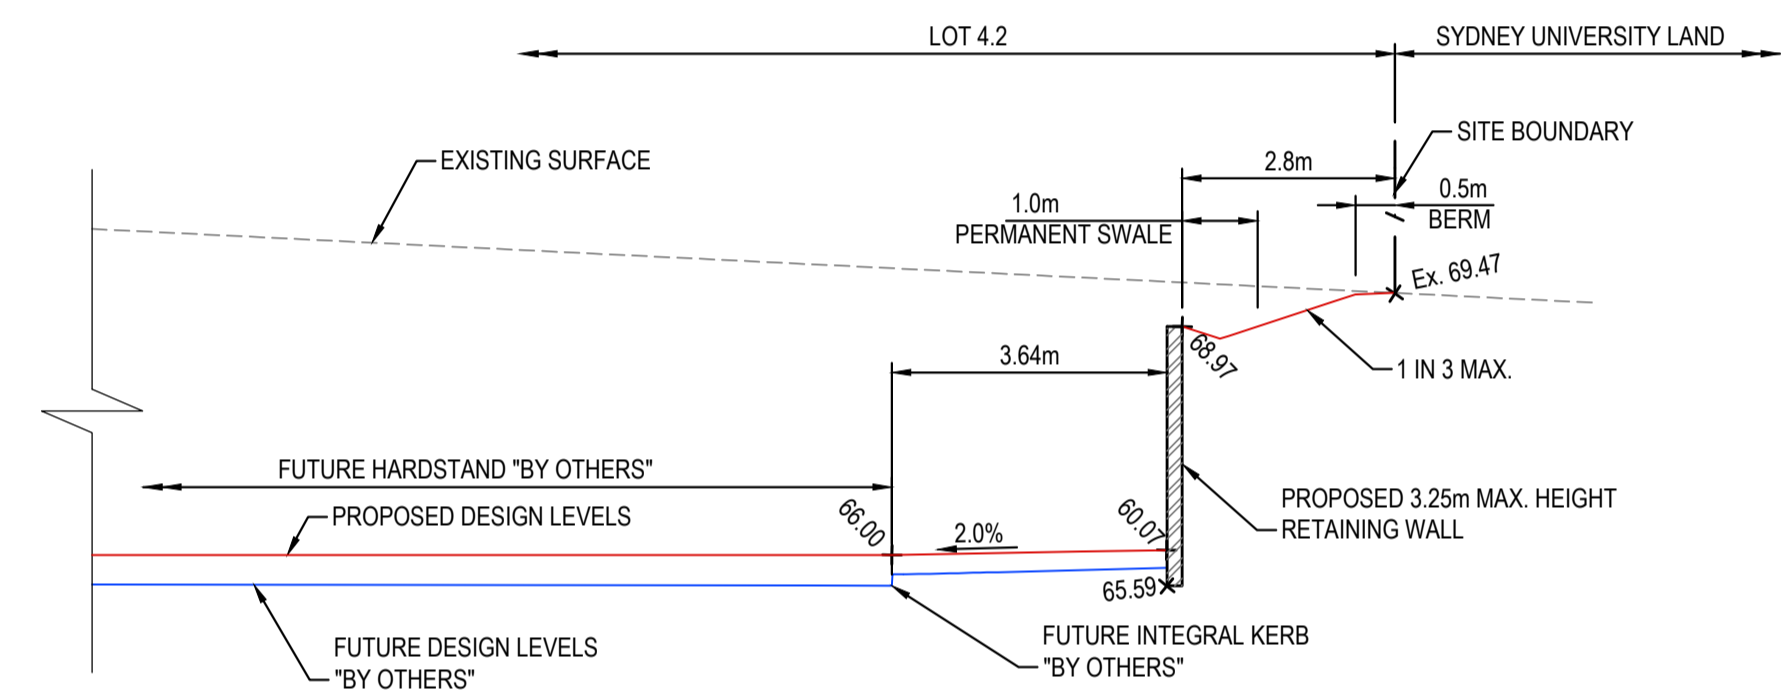 LOT 4.2
SYDNEY UNIVERSITY LAND
SITE BOUNDARY
EXISTING SURFACE
2.8m
0.5m
BERM
1.0m
PERMANENT SWALE
Ex. 69.47
68.97
3.64m
1 IN 3 MAX.
FUTURE HARDSTAND "BY OTHERS"
PROPOSED DESIGN LEVELS
66.00
2.0%
60.07
PROPOSED 3.25m MAX. HEIGHT
RETAINING WALL
65.59
FUTURE DESIGN LEVELS
"BY OTHERS"
FUTURE INTEGRAL KERB
"BY OTHERS"